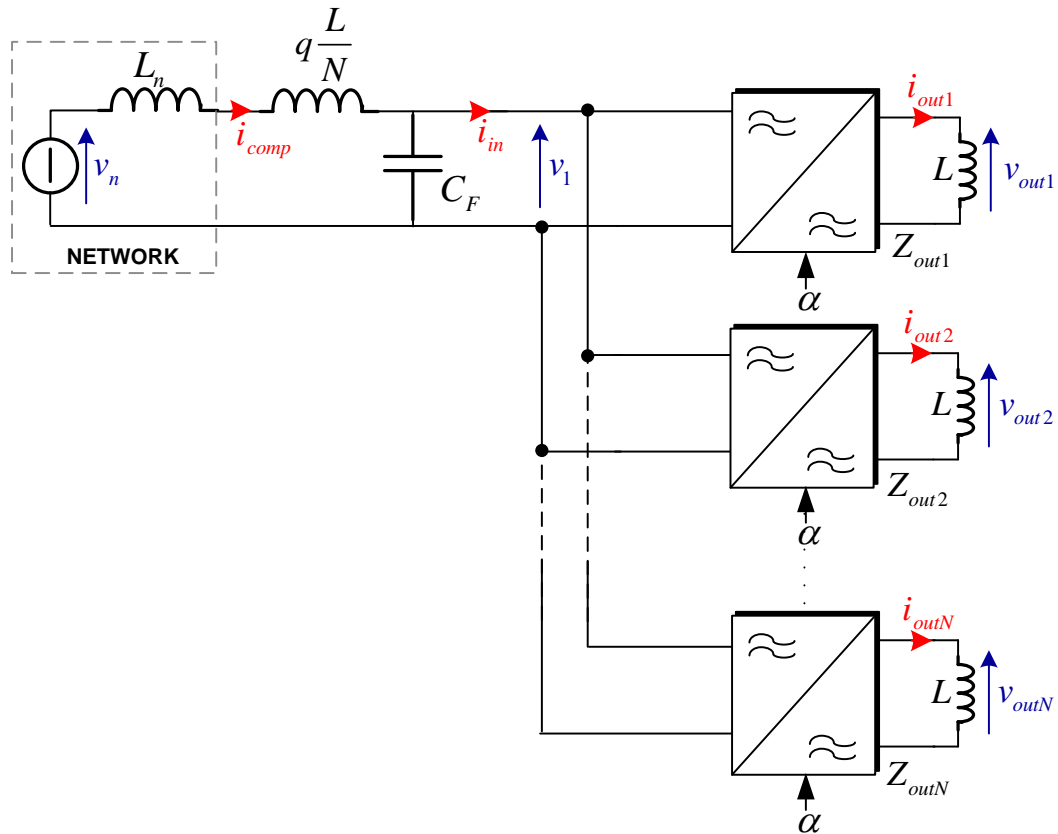 q L/N
L_n
i_comp
i_in
v_n
C_F
v_1
NETWORK
i_out1
L
v_out1
Z_out1
α
i_out2
L
v_out2
Z_out2
α
i_outN
L
v_outN
Z_outN
α